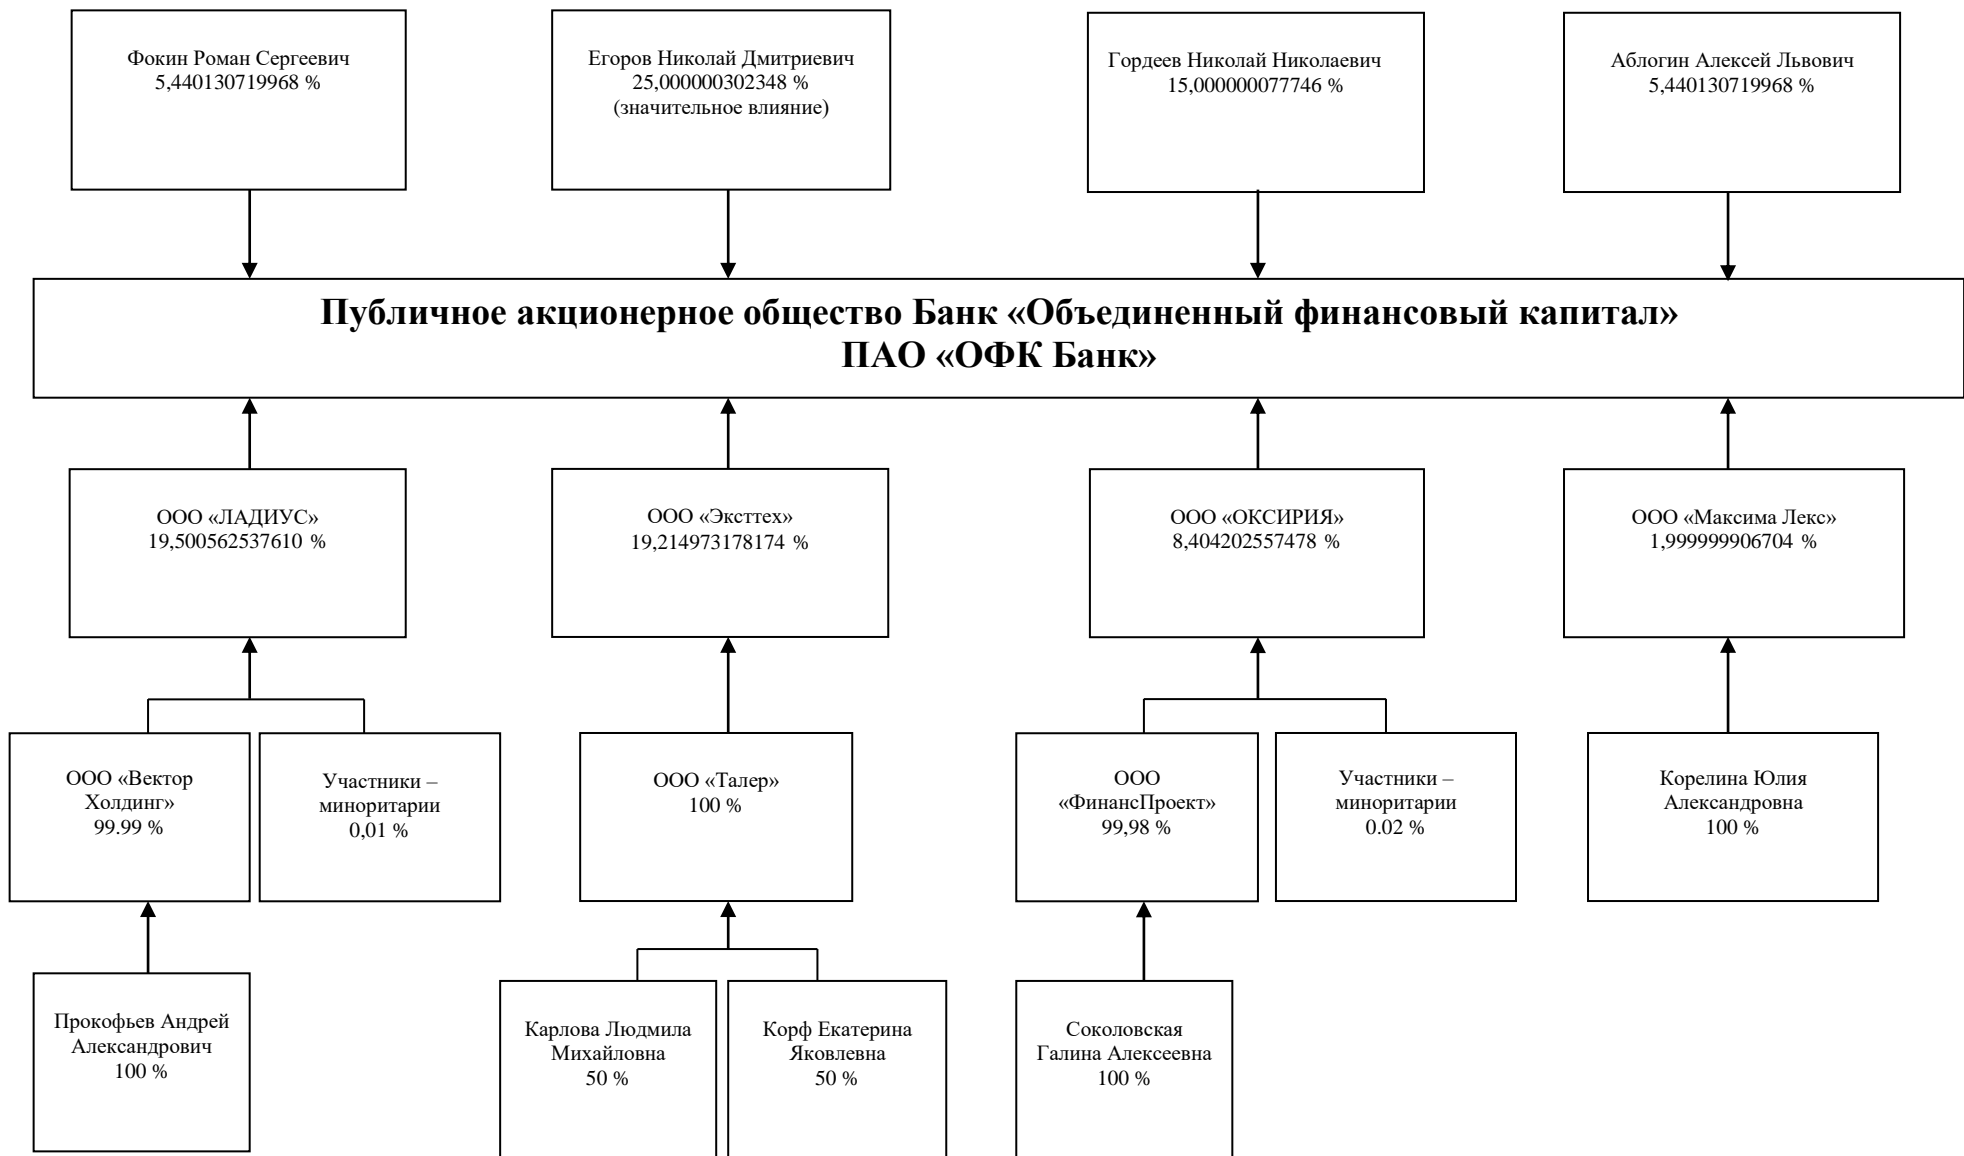 Фокин Роман Сергеевич
5,440130719968 %
Егоров Николай Дмитриевич
25,000000302348 %
(значительное влияние)
Гордеев Николай Николаевич
15,000000077746 %
Аблогин Алексей Львович
5,440130719968 %
Публичное акционерное общество Банк «Объединенный финансовый капитал»
ПАО «ОФК Банк»
ООО «ЛАДИУС»
19,500562537610 %
ООО «Эксттех»
19,214973178174 %
ООО «ОКСИРИЯ»
8,404202557478 %
ООО «Максима Лекс»
1,999999906704 %
ООО «Вектор
Холдинг»
99.99 %
Участники –
миноритарии
0,01 %
ООО «Талер»
100 %
ООО
«ФинансПроект»
99,98 %
Участники –
миноритарии
0.02 %
Корелина Юлия
Александровна
100 %
Прокофьев Андрей
Александрович
100 %
Карлова Людмила
Михайловна
50 %
Корф Екатерина
Яковлевна
50 %
Соколовская
Галина Алексеевна
100 %